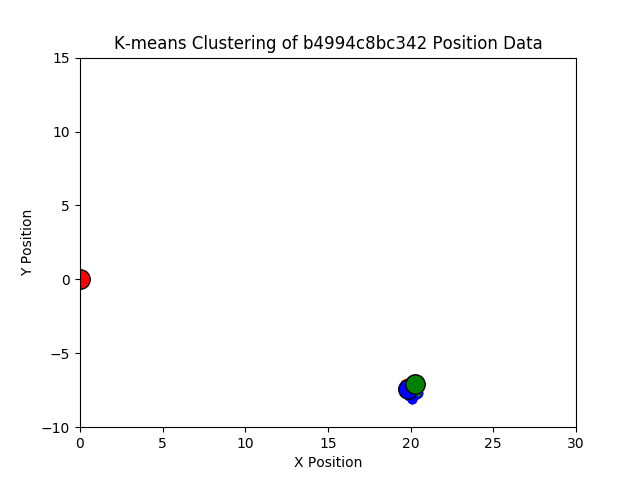 K-means Clustering of b4994c8bc342 Position Data
15
10
5
0
−5
−10
Y Position
0 5 10 15 20 25 30
X Position